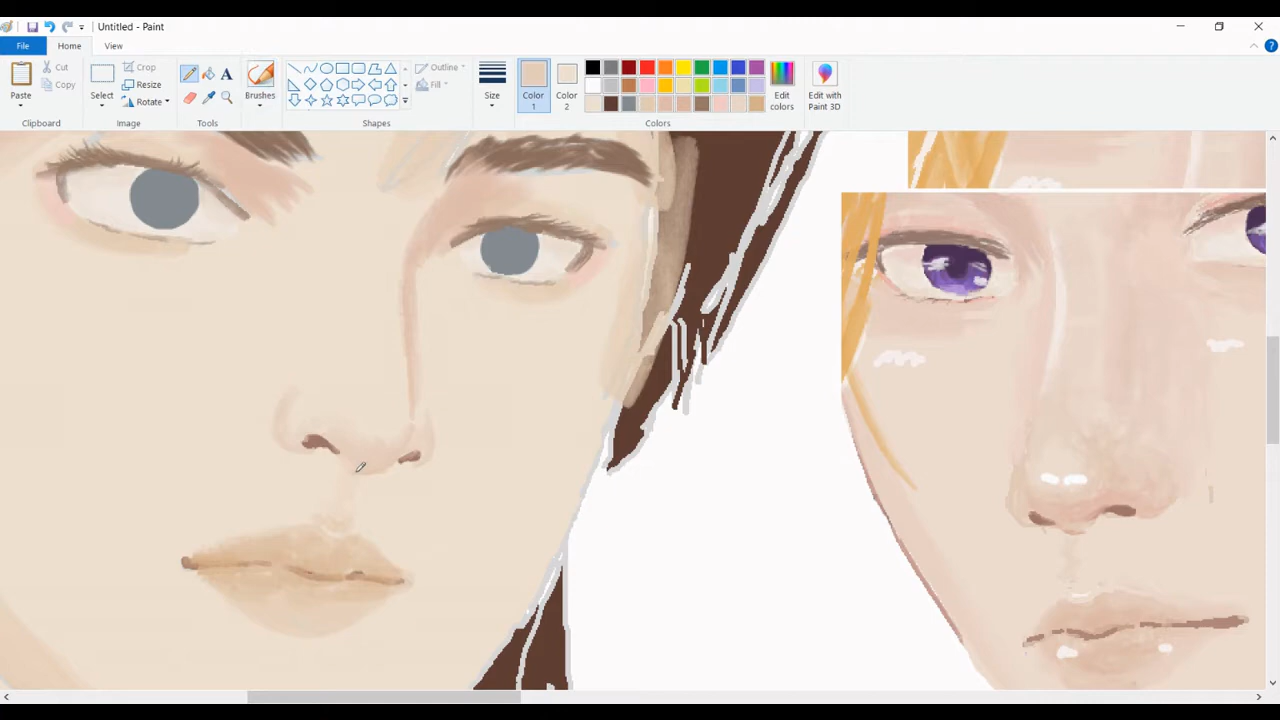 Untitled - Paint
File Home View
Paste
Cut
Copy
Clipboard
Select
Crop
Resize
Rotate
Image
A
Tools
Brushes
Outline
Fill
Shapes
Size
Color
1
Color
2
Edit
colors
Colors
Edit with
Paint 3D
?